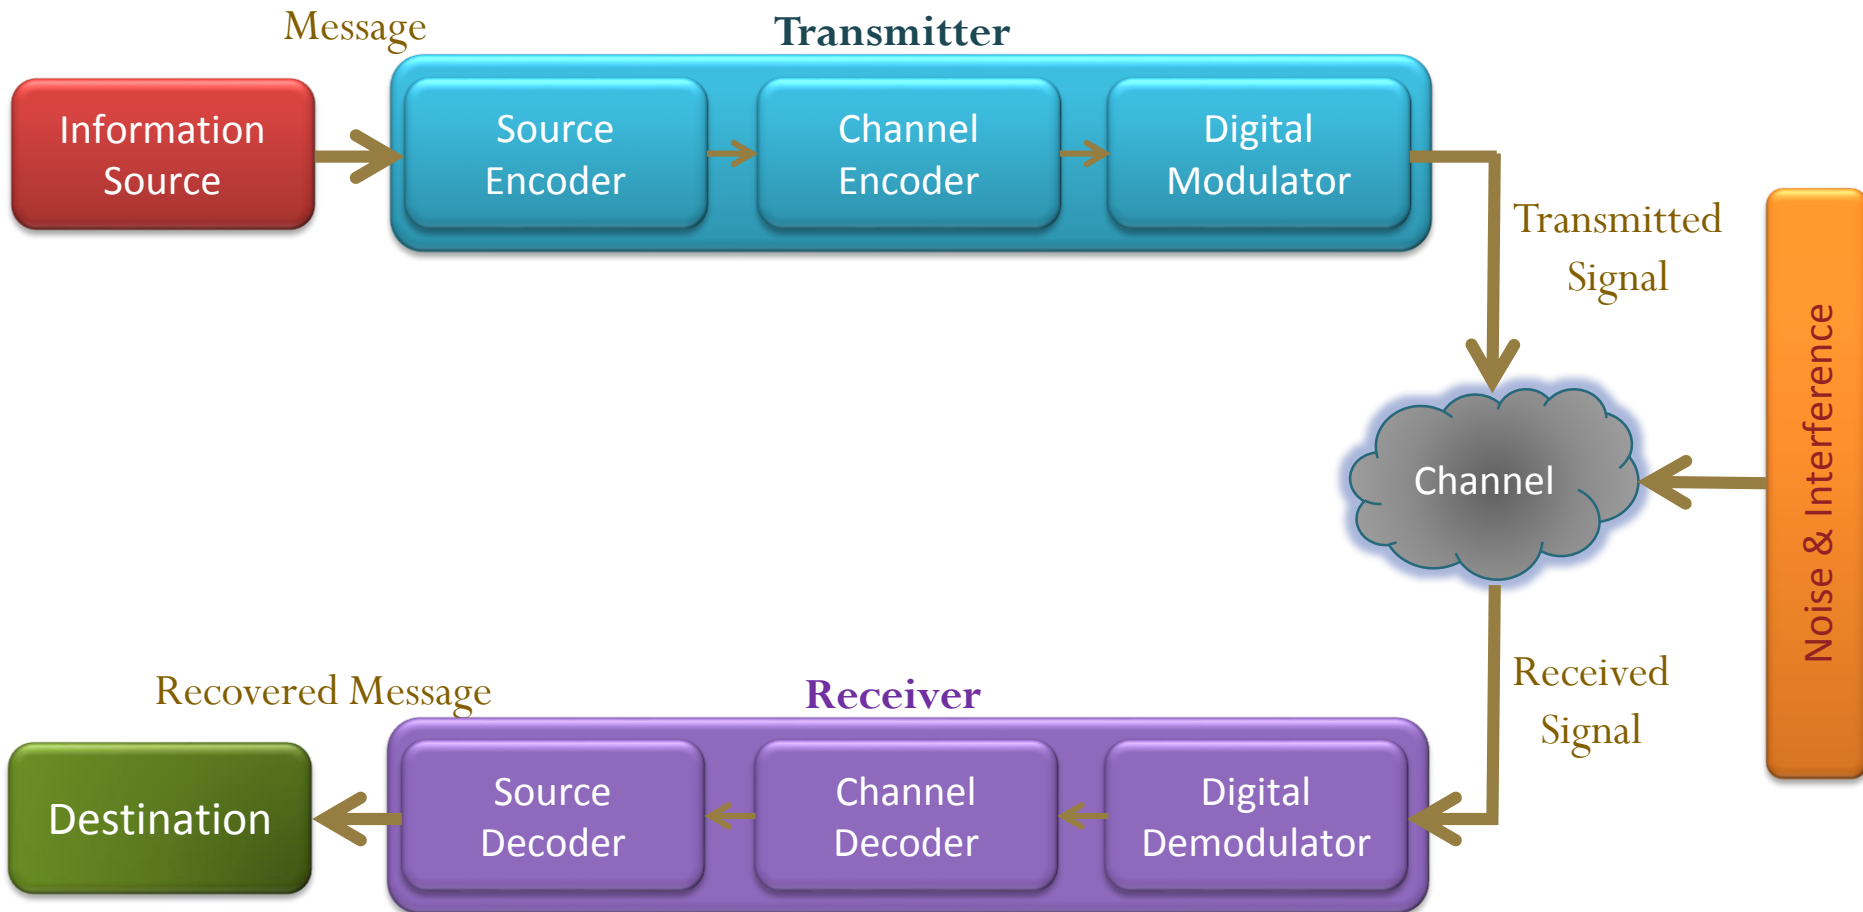 Message
Transmitter
Information
Source
Source
Encoder
Channel
Encoder
Digital
Modulator
Transmitted
Signal
Noise & Interference
Channel
Received
Signal
Recovered Message
Receiver
Destination
Source
Decoder
Channel
Decoder
Digital
Demodulator